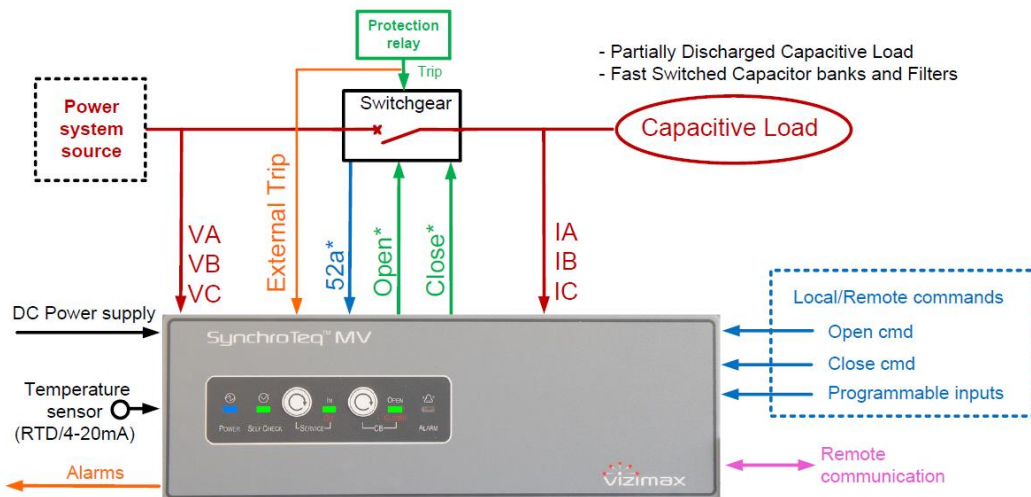 Protection
relay
Trip
- Partially Discharged Capacitive Load
- Fast Switched Capacitor banks and Filters
Power
system
source
Switchgear
Capacitive Load
External Trip
52a*
Open*
Close*
VA
VB
VC
IA
IB
IC
Local/Remote commands
Open cmd
Close cmd
Programmable inputs
DC Power supply
SynchroTeq™ MV
Temperature
sensor
(RTD/4-20mA)
IN
OPEN
POWER
SELF CHECK
SERVICE
CB
ALARM
Alarms
vizimax
Remote
communication